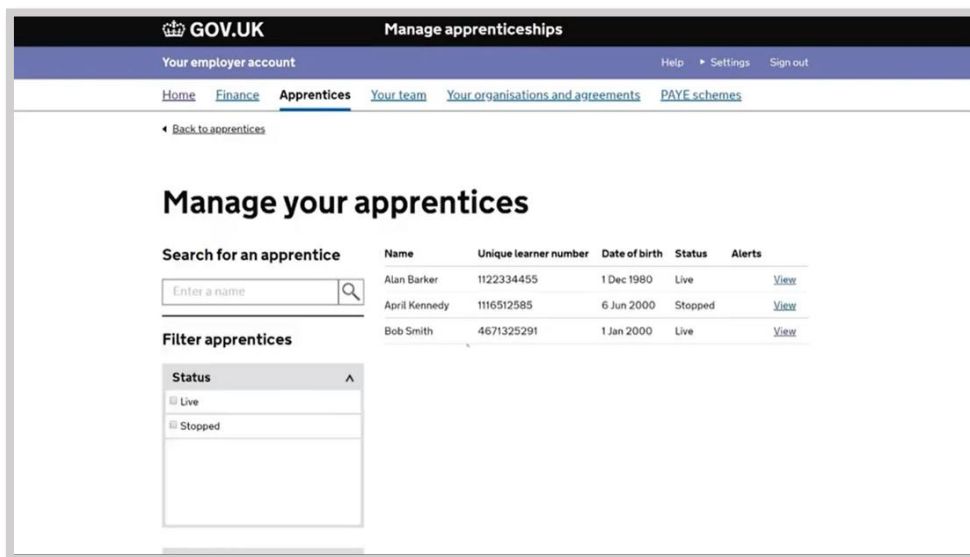 GOV.UK Manage apprenticeships
Your employer account Help Settings Sign out
Home Finance Apprentices Your team Your organisations and agreements PAYE schemes
Back to apprentices
Manage your apprentices
Search for an apprentice
Enter a name
Filter apprentices
Status
Live
Stopped
Name Unique learner number Date of birth Status Alerts
Alan Barker 1122334455 1 Dec 1980 Live View
April Kennedy 1116512585 6 Jun 2000 Stopped View
Bob Smith 4671325291 1 Jan 2000 Live View